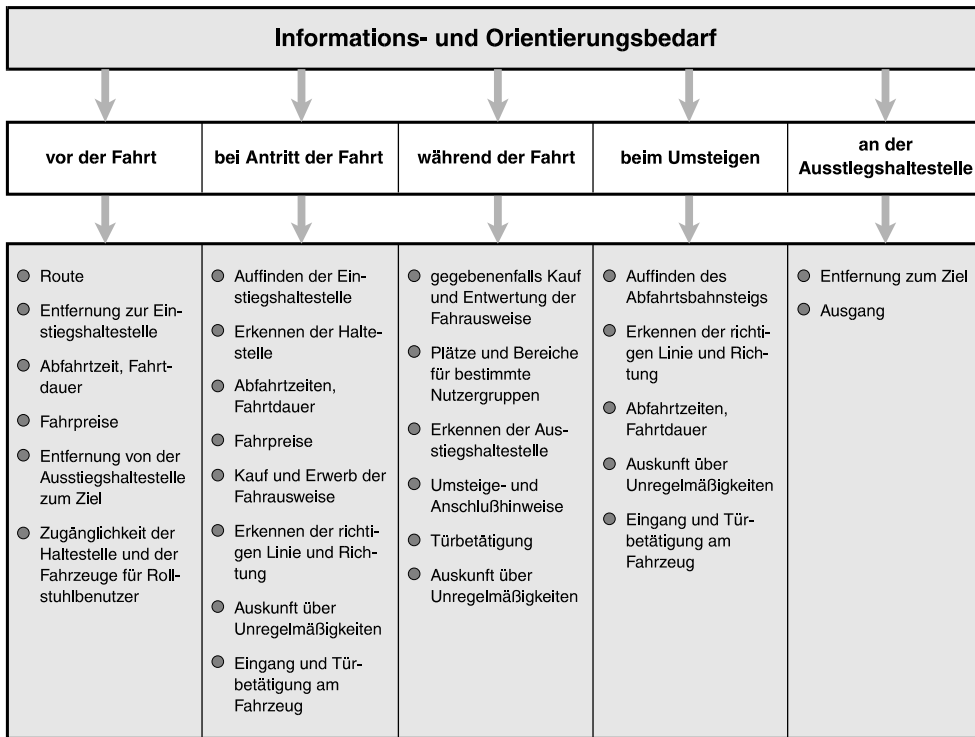 Informations- und Orientierungsbedarf
vor der Fahrt
bei Antritt der Fahrt
während der Fahrt
beim Umsteigen
an der
Ausstlegshaltestelle
Route
Entfernung zur Ein-
stiegshaltestelle
Abfahrtzeit, Fahrt-
dauer
Fahrpreise
Entfernung von der
Ausstiegshaltestelle
zum Ziel
Zugänglichkeit der
Haltestelle und der
Fahrzeuge für Roll-
stuhlbenutzer
Auffinden der Ein-
stiegshaltestelle
Erkennen der Halte-
stelle
Abfahrtzeiten,
Fahrtdauer
Fahrpreise
Kauf und Erwerb der
Fahrausweise
Erkennen der richti-
gen Linie und Rich-
tung
Auskunft über
Unregelmäßigkeiten
Eingang und Tür-
betätigung am
Fahrzeug
gegebenenfalls Kauf
und Entwertung der
Fahrausweise
Plätze und Bereiche
für bestimmte
Nutzergruppen
Erkennen der Aus-
stiegshaltestelle
Umsteige- und
Anschlußhinweise
Türbetätigung
Auskunft über
Unregelmäßigkeiten
Auffinden des
Abfahrtsbahnsteigs
Erkennen der richti-
gen Linie und Rich-
tung
Abfahrtzeiten,
Fahrtdauer
Auskunft über
Unregelmäßigkeiten
Eingang und Tür-
betätigung am
Fahrzeug
Entfernung zum Ziel
Ausgang